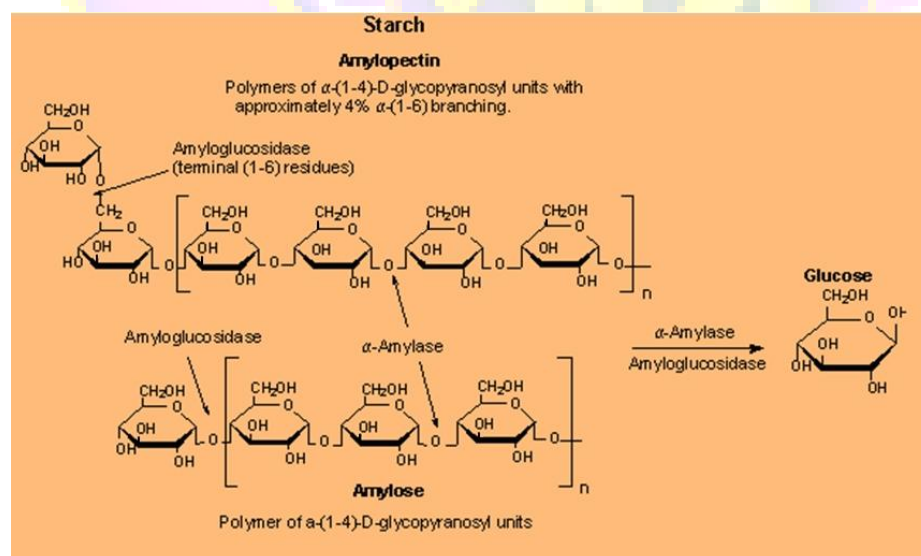 Starch
Amylopectin
Polymers of α-(1-4)-D-glycopyranosyl units with
approximately 4% α-(1-6) branching.
CH₂OH
O
OH
OH
HO
O
Amyloglucosidase
(terminal (1-6) residues)
CH₂
O
OH
HO
OH
O
CH₂OH
O
OH
OH
O
CH₂OH
O
OH
OH
O
CH₂OH
O
OH
OH
O
CH₂OH
O
OH
OH
O
n
Amyloglucosidase
α-Amylase
α-Amylase
Amyloglucosidase
Glucose
CH₂OH
O
OH
OH
OH
OH
CH₂OH
O
OH
OH
OH
O
CH₂OH
O
OH
OH
O
CH₂OH
O
OH
OH
O
CH₂OH
O
OH
OH
O
n
Amylose
Polymer of a-(1-4)-D-glycopyranosyl units